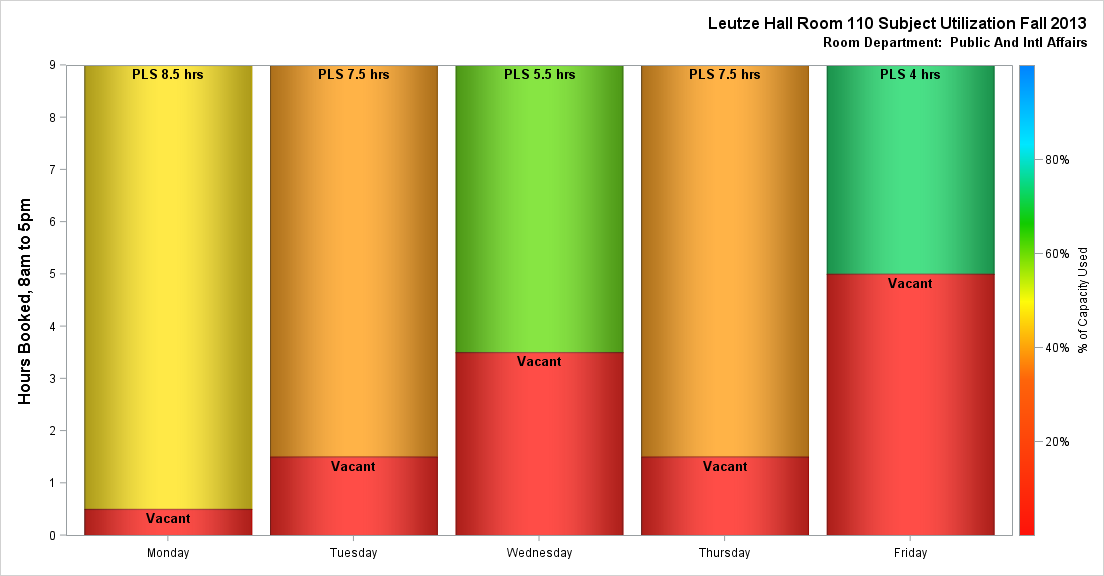 Leutze Hall Room 110 Subject Utilization Fall 2013
Room Department:  Public And Intl Affairs
Hours Booked, 8am to 5pm
9
8
7
6
5
4
3
2
1
0
PLS 8.5 hrs
PLS 7.5 hrs
PLS 5.5 hrs
PLS 7.5 hrs
PLS 4 hrs
Vacant
Vacant
Vacant
Vacant
Vacant
Monday
Tuesday
Wednesday
Thursday
Friday
80%
60%
40%
20%
% of Capacity Used